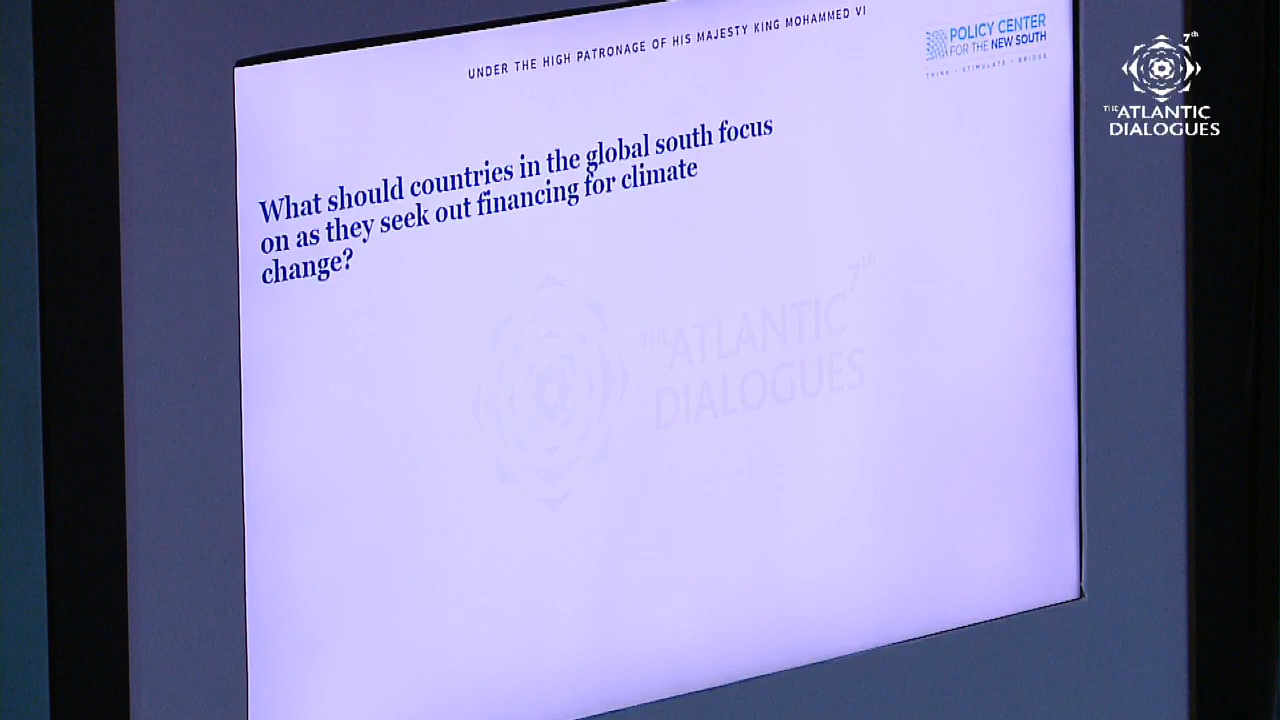 UNDER THE HIGH PATRONAGE OF HIS MAJESTY KING MOHAMMED VI
POLICY CENTER
FOR THE NEW SOUTH
THINK • STIMULATE • BRIDGE
7th
THE ATLANTIC
DIALOGUES
What should countries in the global south focus
on as they seek out financing for climate
change?
7th
THE ATLANTIC
DIALOGUES